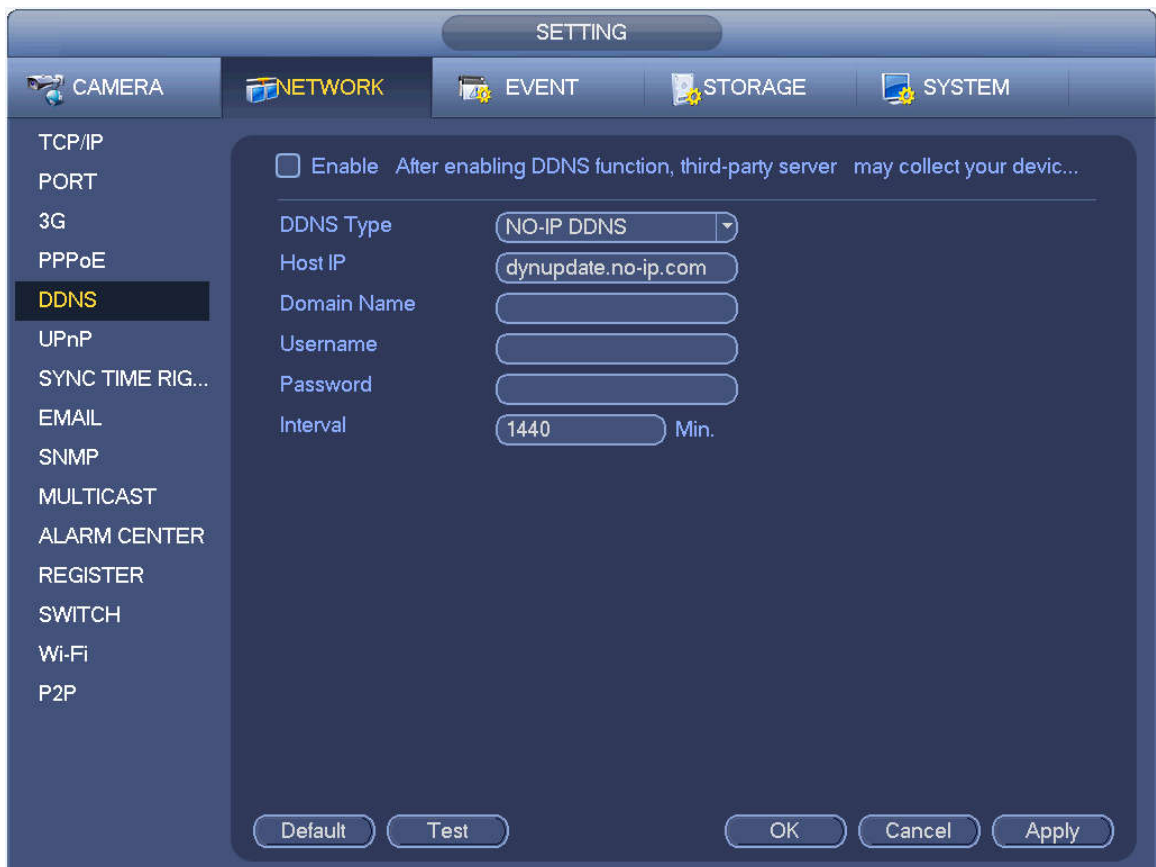 SETTING
CAMERA NETWORK EVENT STORAGE SYSTEM
TCP/IP
PORT
3G
PPPoE
DDNS
UPnP
SYNC TIME RIG...
EMAIL
SNMP
MULTICAST
ALARM CENTER
REGISTER
SWITCH
Wi-Fi
P2P
Enable After enabling DDNS function, third-party server may collect your devic...
DDNS Type NO-IP DDNS
Host IP dynupdate.no-ip.com
Domain Name
Username
Password
Interval 1440 Min.
Default Test OK Cancel Apply